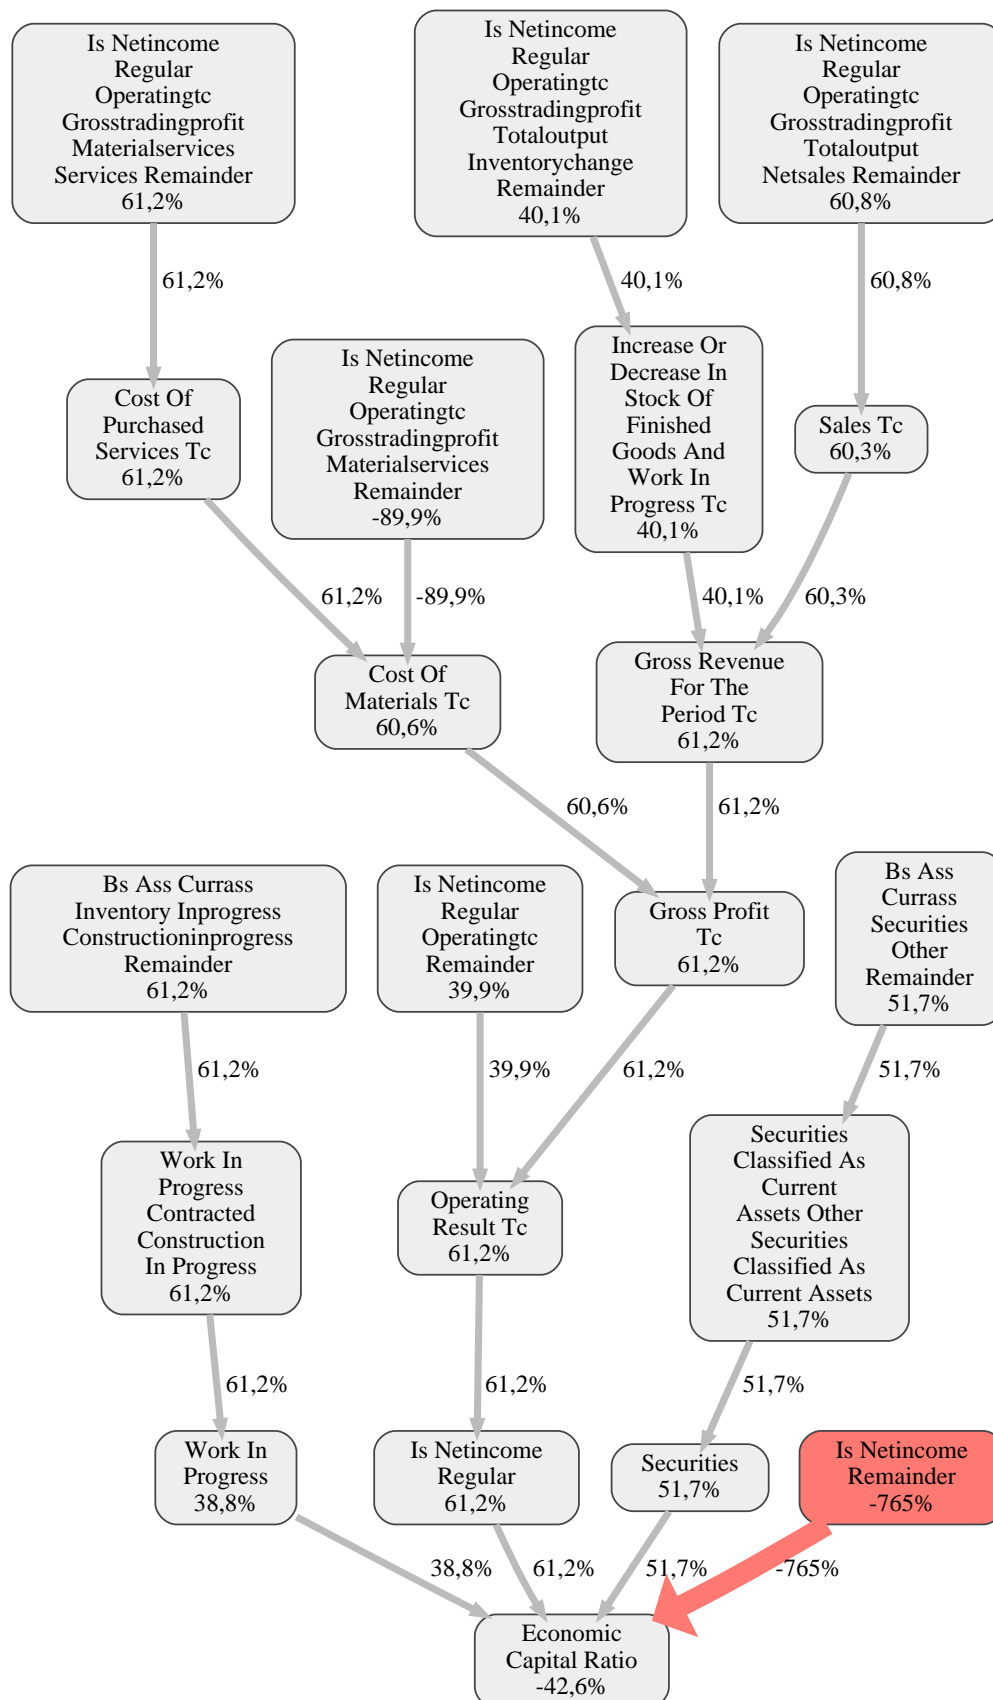 Is Netincome
Regular
Operatingtc
Grosstradingprofit
Materialservices
Services Remainder
61,2%
Is Netincome
Regular
Operatingtc
Grosstradingprofit
Totaloutput
Inventorychange
Remainder
40,1%
Is Netincome
Regular
Operatingtc
Grosstradingprofit
Totaloutput
Netsales Remainder
60,8%
61,2%
40,1%
60,8%
Cost Of
Purchased
Services Tc
61,2%
Is Netincome
Regular
Operatingtc
Grosstradingprofit
Materialservices
Remainder
-89,9%
Increase Or
Decrease In
Stock Of
Finished
Goods And
Work In
Progress Tc
40,1%
Sales Tc
60,3%
61,2%
-89,9%
40,1%
60,3%
Cost Of
Materials Tc
60,6%
Gross Revenue
For The
Period Tc
61,2%
60,6%
61,2%
Bs Ass Currass
Inventory Inprogress
Constructioninprogress
Remainder
61,2%
Is Netincome
Regular
Operatingtc
Remainder
39,9%
Gross Profit
Tc
61,2%
Bs Ass
Currass
Securities
Other
Remainder
51,7%
61,2%
39,9%
61,2%
51,7%
Work In
Progress
Contracted
Construction
In Progress
61,2%
Operating
Result Tc
61,2%
Securities
Classified As
Current
Assets Other
Securities
Classified As
Current Assets
51,7%
61,2%
61,2%
51,7%
Work In
Progress
38,8%
Is Netincome
Regular
61,2%
Securities
51,7%
Is Netincome
Remainder
-765%
38,8%
61,2%
51,7%
-765%
Economic
Capital Ratio
-42,6%